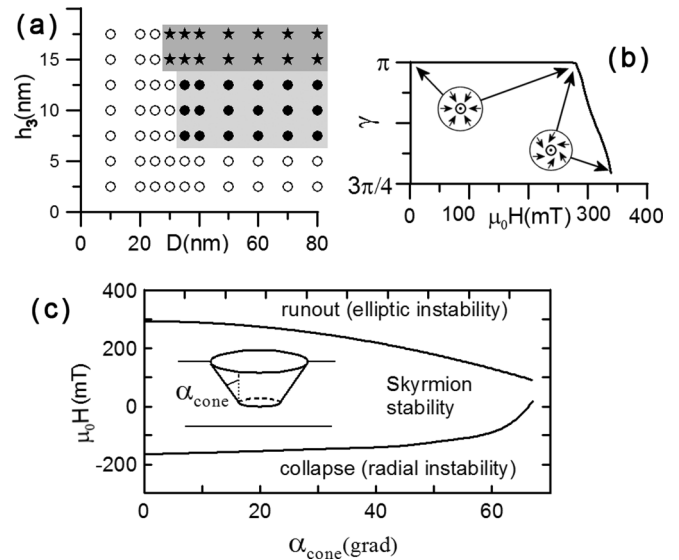 (a)
h₃(nm)
15
10
5
0
0
20
D(nm)
60
80
(b)
π
γ
3π/4
0
100
μ₀H(mT)
300
400
(c)
μ₀H(mT)
400
200
0
-200
runout (elliptic instability)
αcone
Skyrmion
stability
collapse (radial instability)
0
20
40
60
αcone(grad)